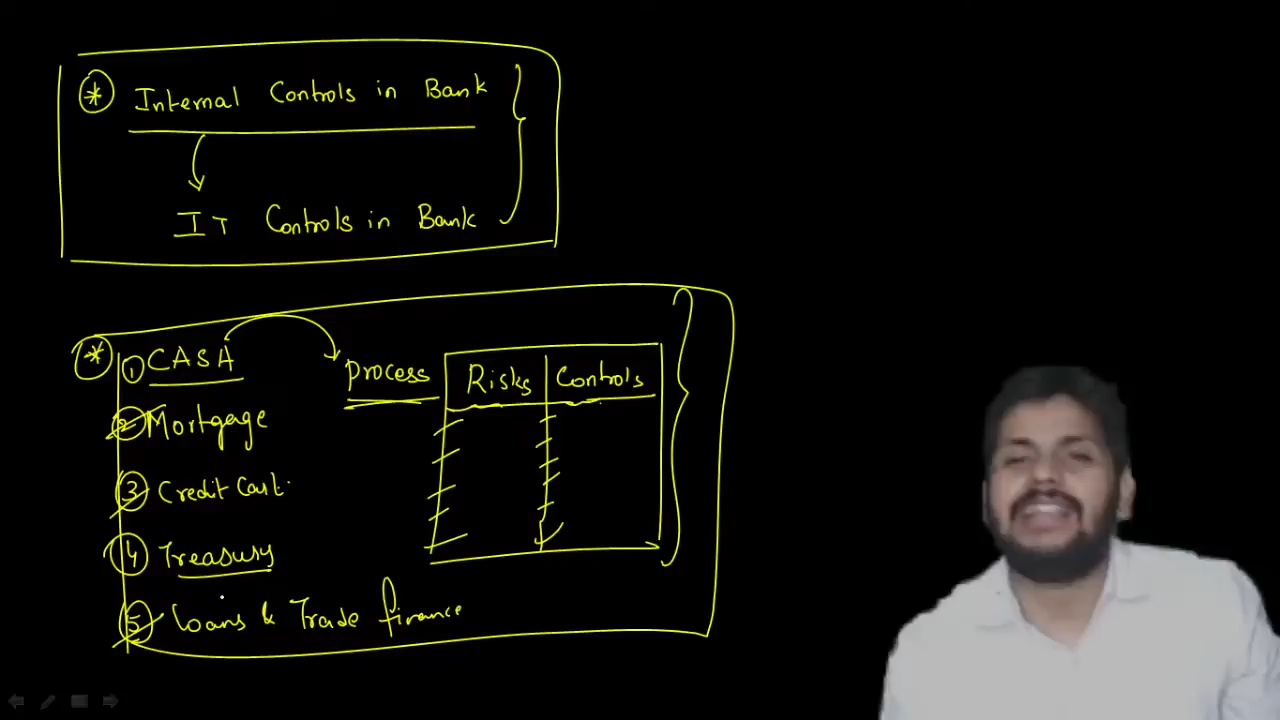 * Internal Controls in Bank
IT Controls in Bank
* 1 CASA process Risks Controls
2 Mortgage
3 Credit Card
4 Treasury
5 Loans & Trade finance